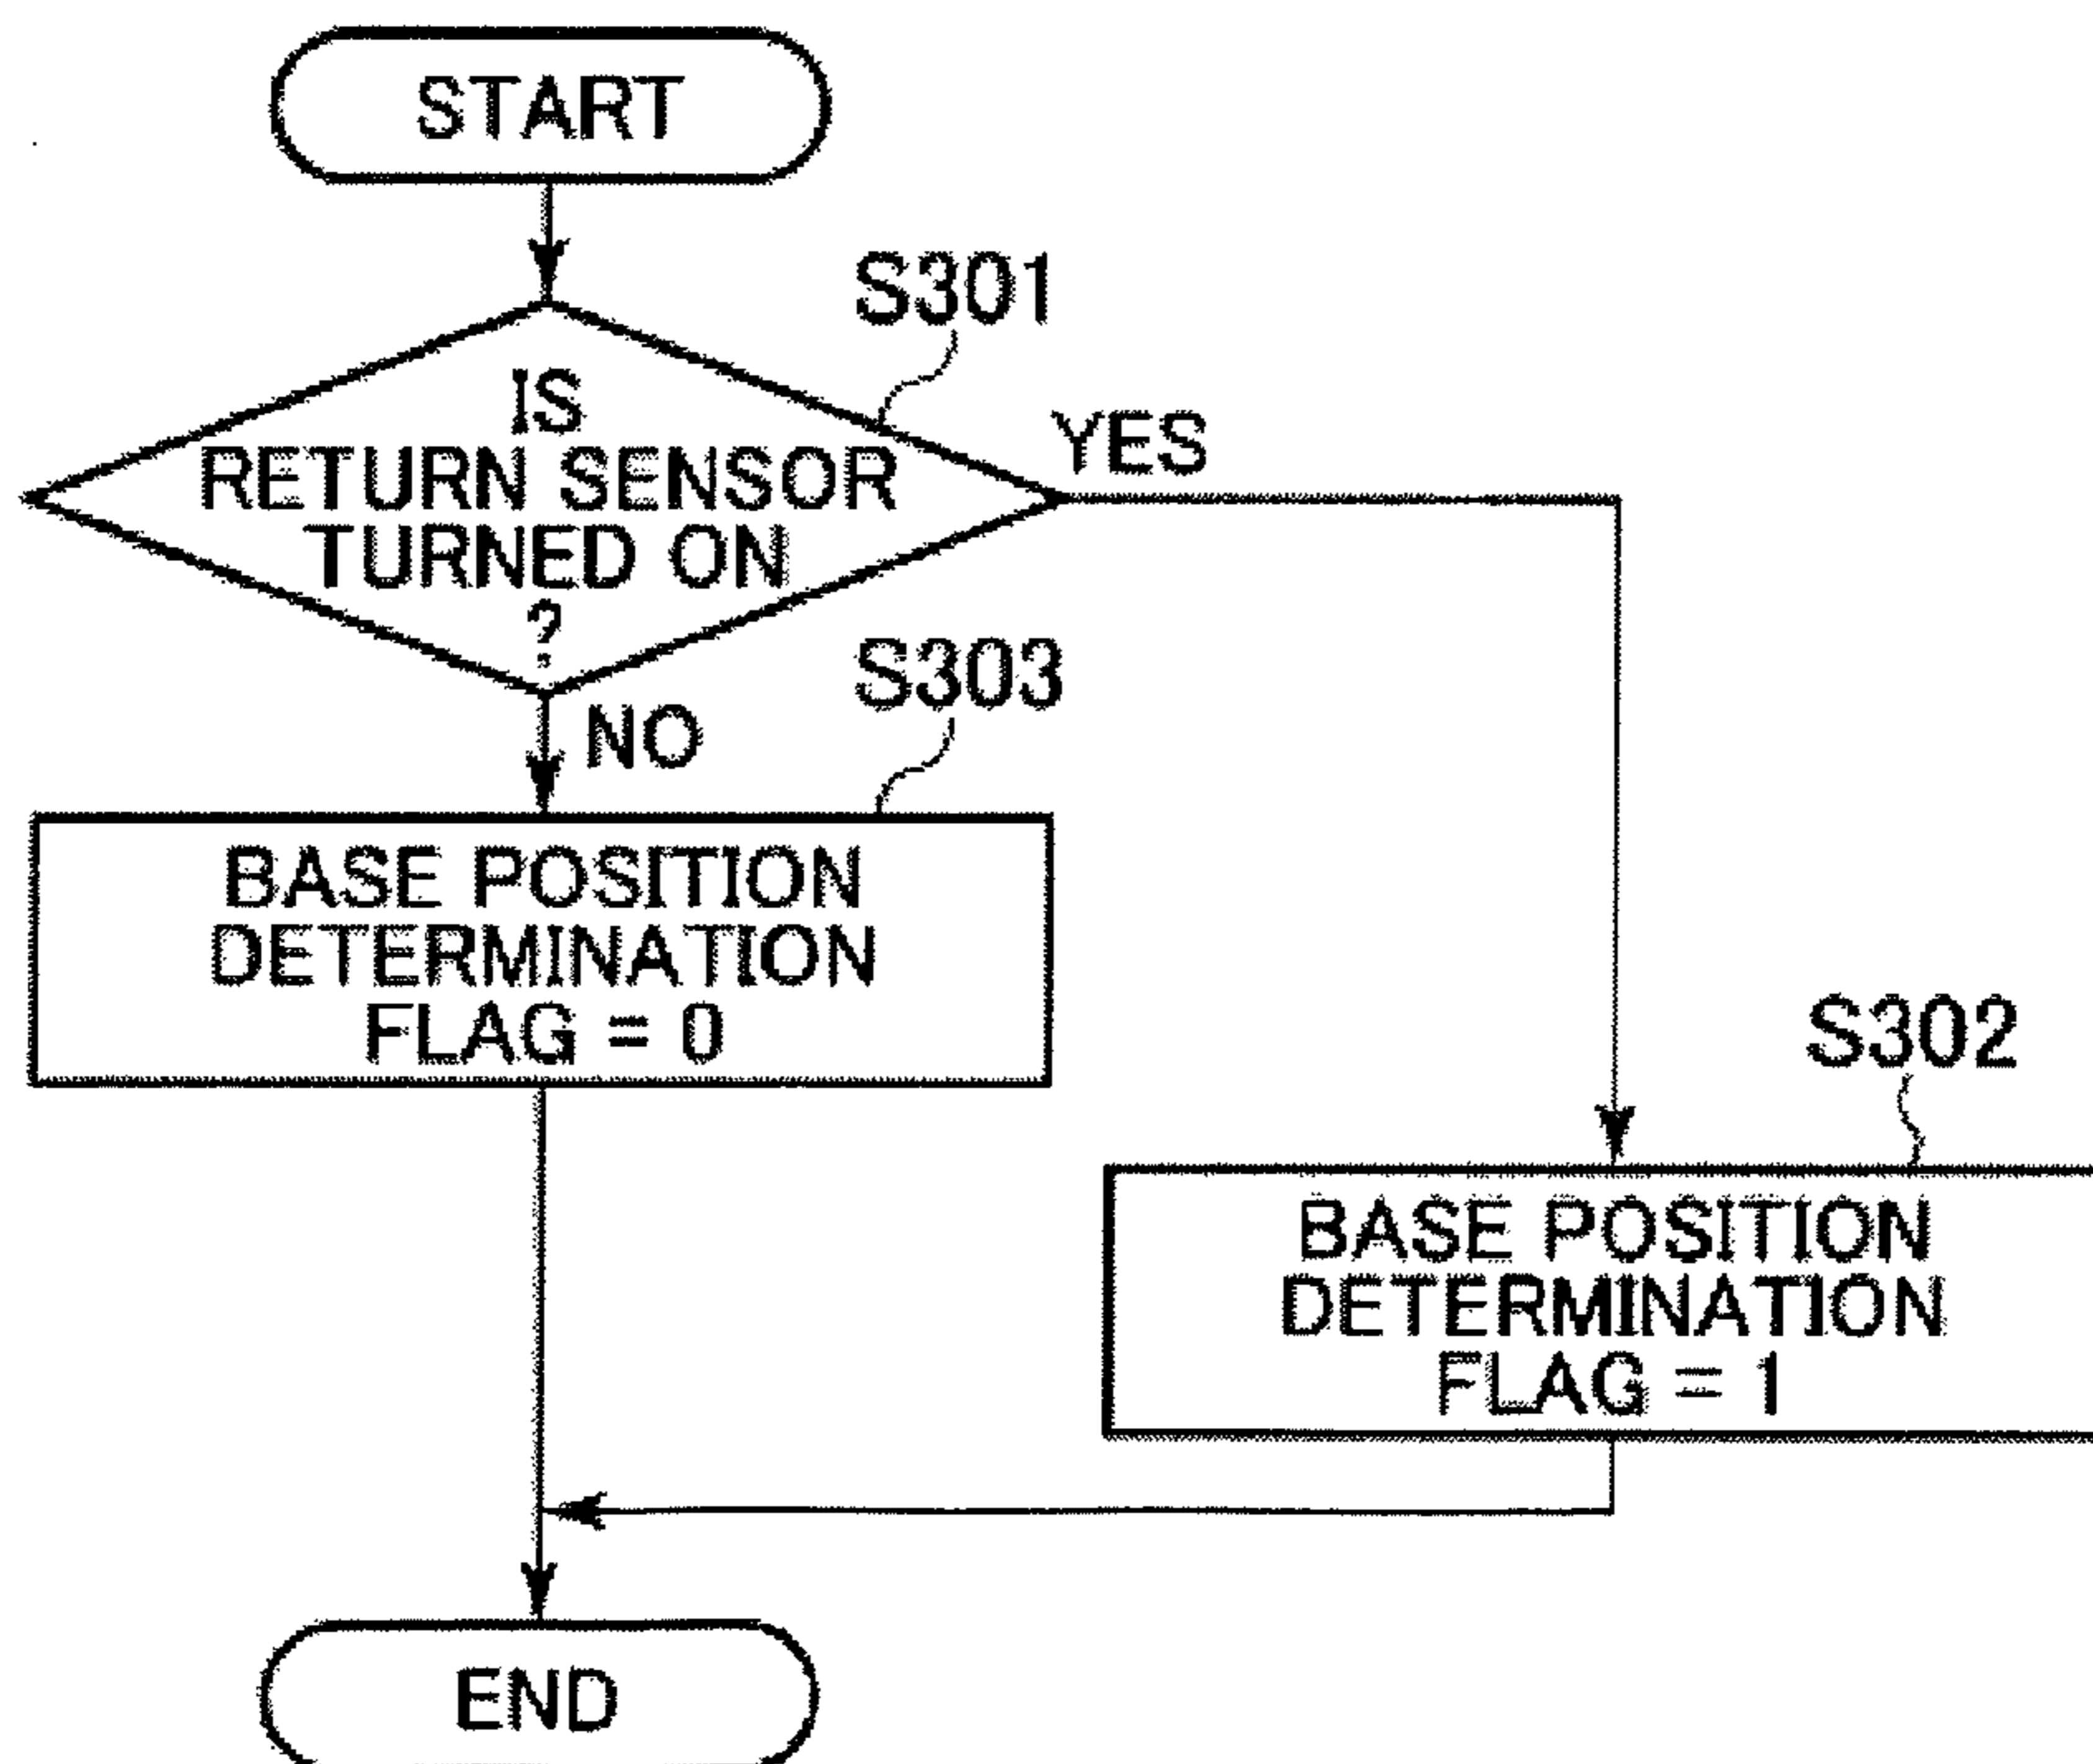 START
S301
IS
RETURN SENSOR
TURNED ON
?
YES
NO
S303
BASE POSITION
DETERMINATION
FLAG = 0
S302
BASE POSITION
DETERMINATION
FLAG = 1
END